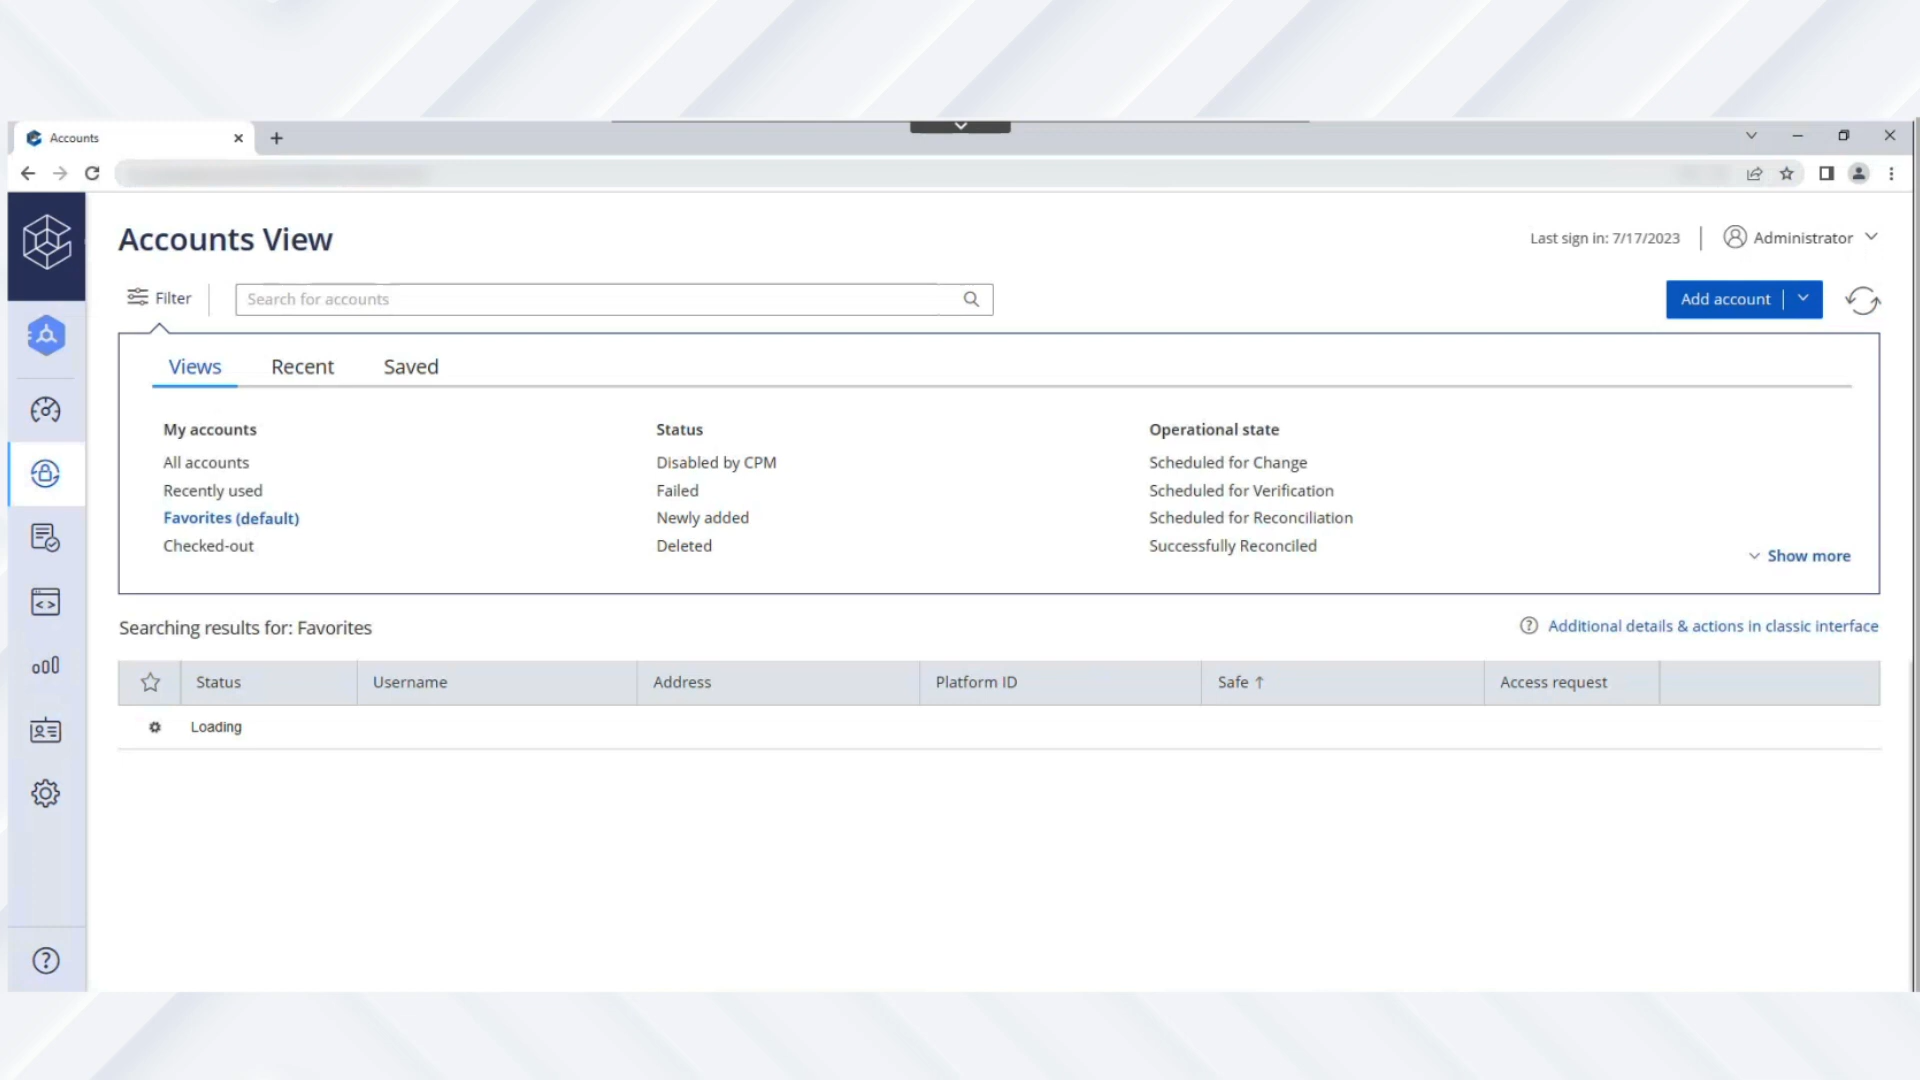 Accounts
Accounts View
Last sign in: 7/17/2023
Administrator
Filter
Search for accounts
Add account
Views Recent Saved
My accounts Status Operational state
All accounts Disabled by CPM Scheduled for Change
Recently used Failed Scheduled for Verification
Favorites (default) Newly added Scheduled for Reconciliation
Checked-out Deleted Successfully Reconciled
Show more
Searching results for: Favorites
Additional details & actions in classic interface
Status Username Address Platform ID Safe ↑ Access request
Loading